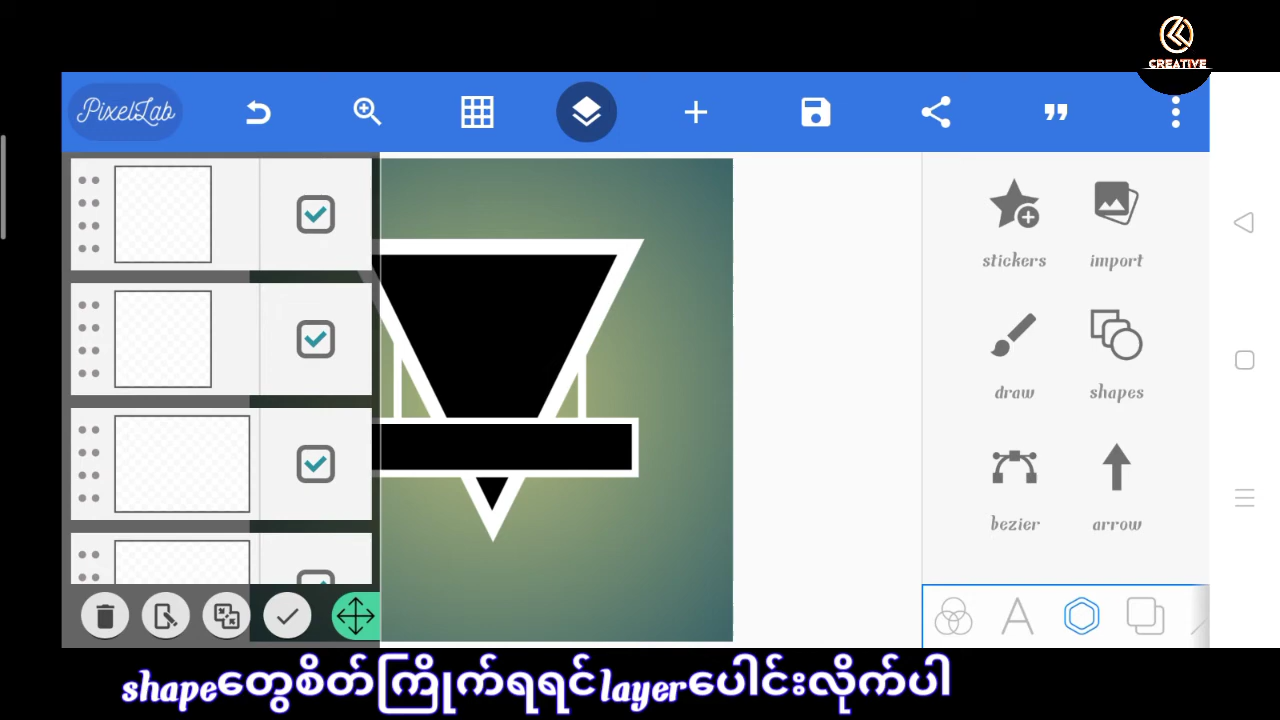 CREATIVE
PixelLab
stickers
import
draw
shapes
bezier
arrow
shapeတွေစိတ်ကြိုက်ရရင်layerပေါင်းလိုက်ပါ